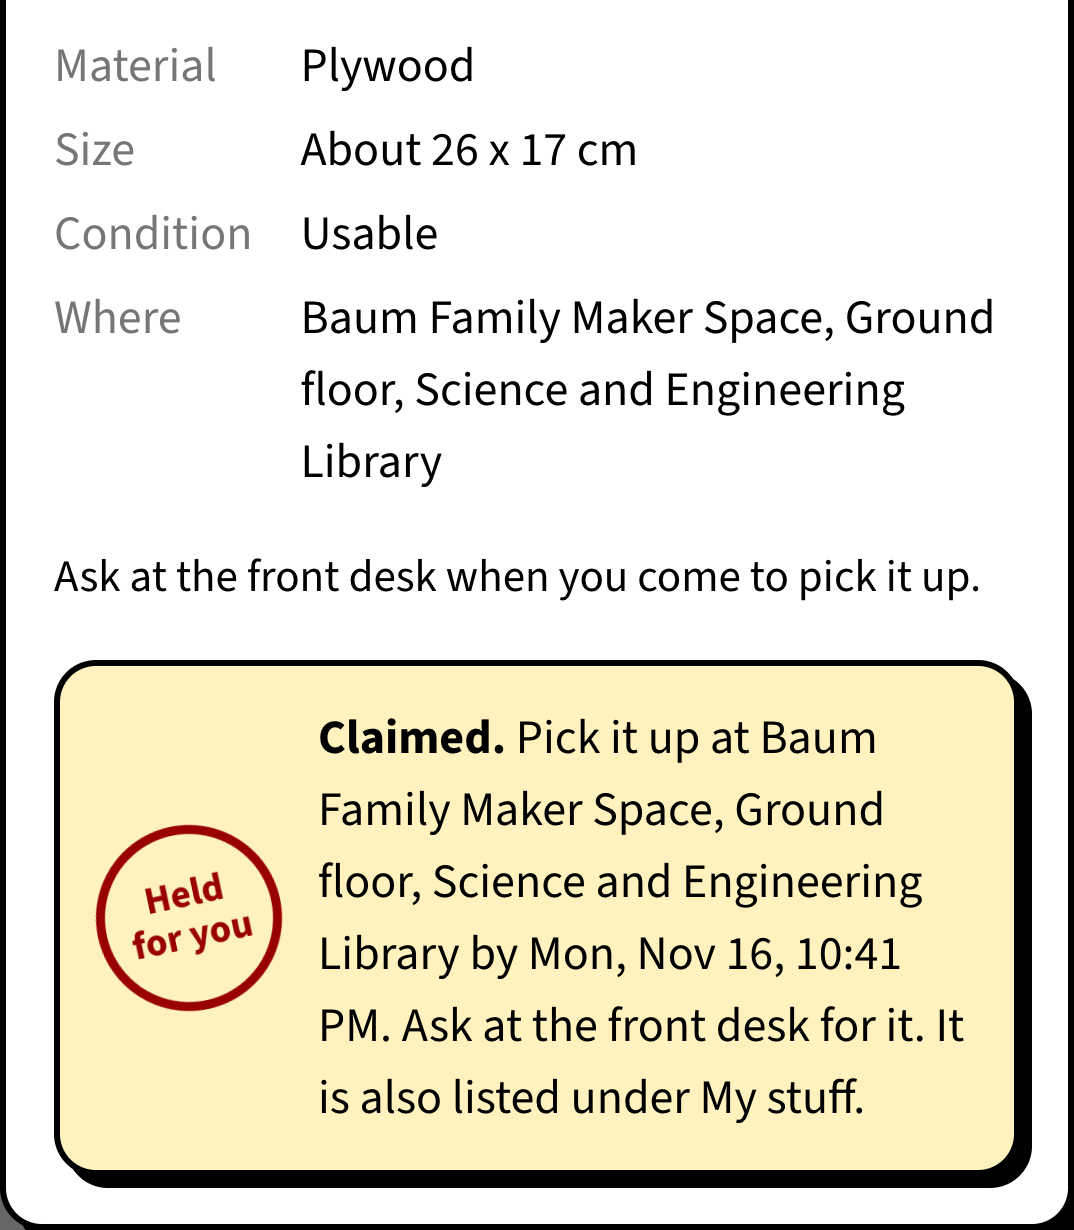 Material Plywood
Size About 26 x 17 cm
Condition Usable
Where Baum Family Maker Space, Ground
floor, Science and Engineering
Library
Ask at the front desk when you come to pick it up.
Held
for you
Claimed. Pick it up at Baum
Family Maker Space, Ground
floor, Science and Engineering
Library by Mon, Nov 16, 10:41
PM. Ask at the front desk for it. It
is also listed under My stuff.